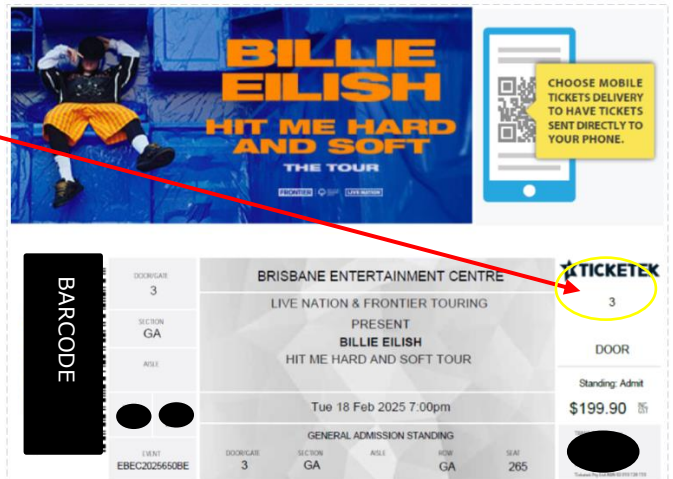 BILLIE
EILISH
HIT ME HARD
AND SOFT
THE TOUR
FRONTIER
LIVE NATION
CHOOSE MOBILE
TICKETS DELIVERY
TO HAVE TICKETS
SENT DIRECTLY TO
YOUR PHONE.
BARCODE
DOOR/GATE
3
SECTION
GA
AISLE
EVENT
EBEC2025650BE
BRISBANE ENTERTAINMENT CENTRE
LIVE NATION & FRONTIER TOURING
PRESENT
BILLIE EILISH
HIT ME HARD AND SOFT TOUR
Tue 18 Feb 2025 7:00pm
GENERAL ADMISSION STANDING
DOOR/GATE SECTION AISLE ROW SEAT
3 GA GA 265
TICKETEK
3
DOOR
Standing: Admit
$199.90